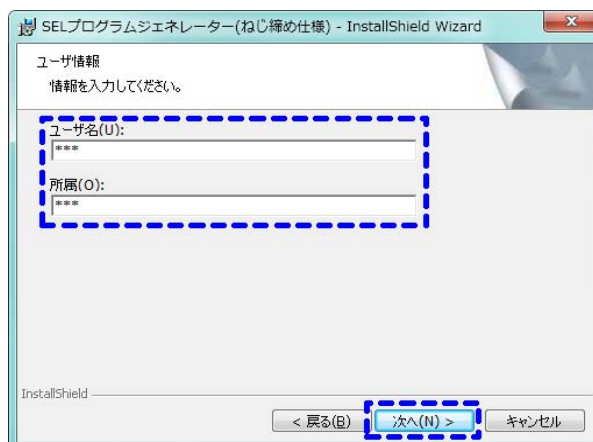 SELプログラムジェネレーター(ねじ締め仕様) - InstallShield Wizard
ユーザ情報
情報を入力してください。
ユーザ名(U):
***
所属(O):
***
InstallShield
< 戻る(B)
次へ(N) >
キャンセル